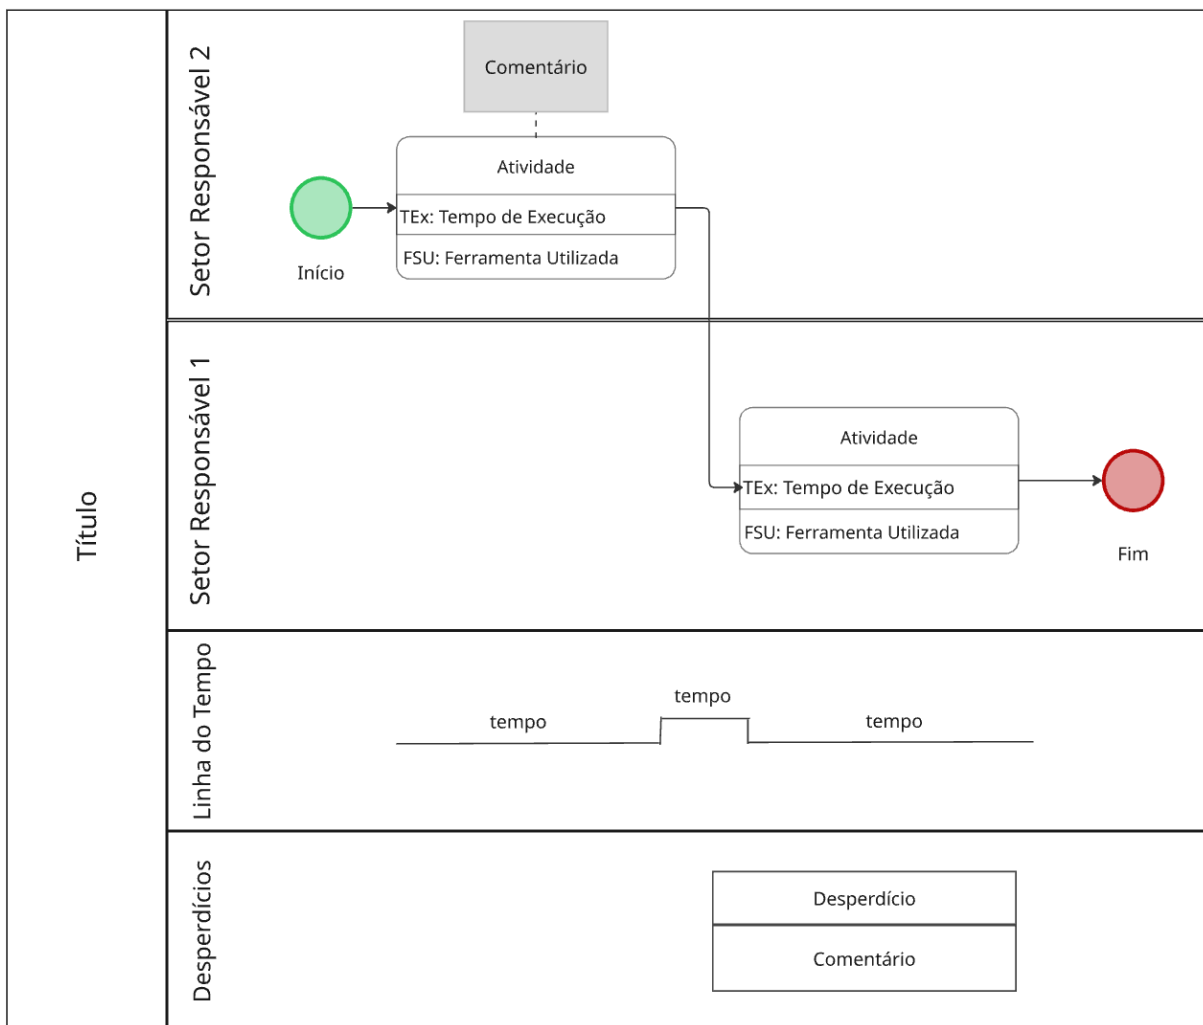 Título
Setor Responsável 2
Comentário
Atividade
TEx: Tempo de Execução
FSU: Ferramenta Utilizada
Início
Setor Responsável 1
Atividade
TEx: Tempo de Execução
FSU: Ferramenta Utilizada
Fim
Linha do Tempo
tempo
tempo
tempo
Desperdícios
Desperdício
Comentário